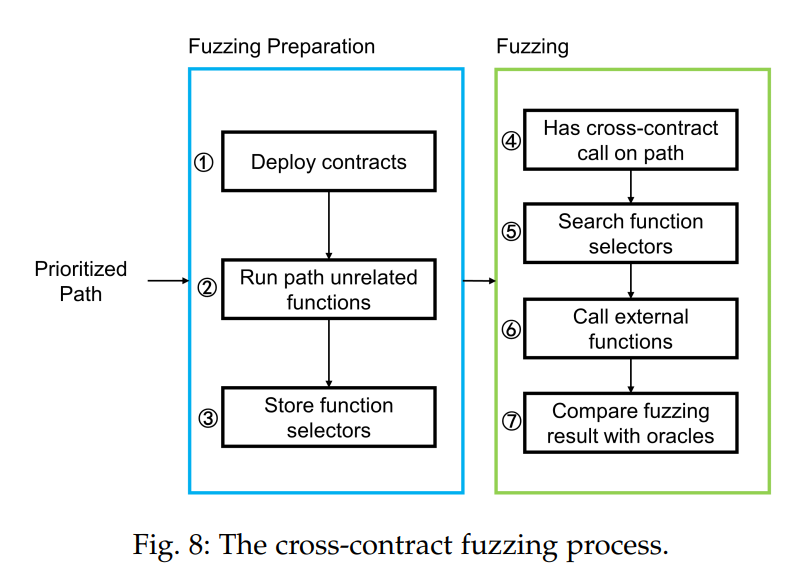 Fuzzing Preparation
Fuzzing
Prioritized
Path
①
Deploy contracts
②
Run path unrelated
functions
③
Store function
selectors
④
Has cross-contract
call on path
⑤
Search function
selectors
⑥
Call external
functions
⑦
Compare fuzzing
result with oracles
Fig. 8: The cross-contract fuzzing process.